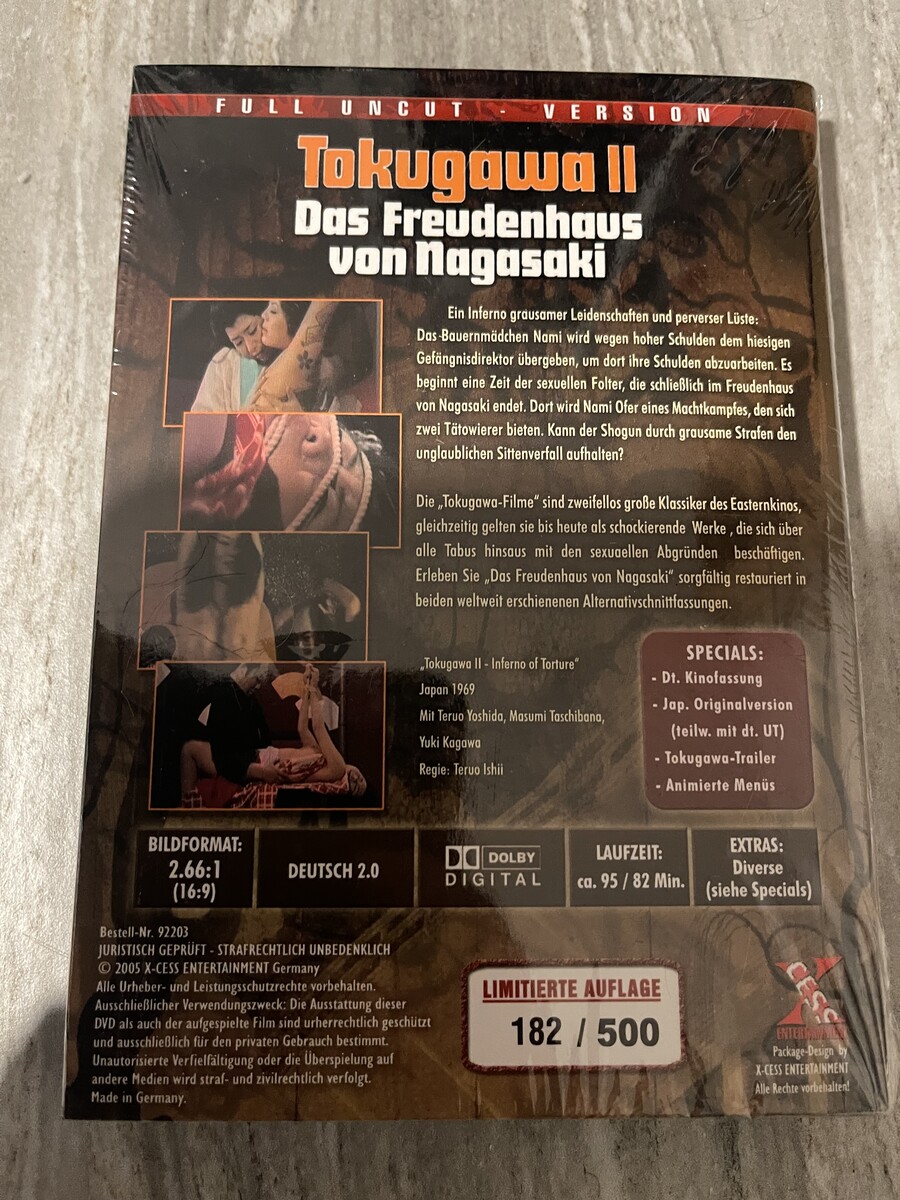 FULL UNCUT - VERSION
Tokugawa II
Das Freudenhaus
von Nagasaki
Ein Inferno grausamer Leidenschaften und perverser Lüste:
Das Bauernmädchen Nami wird wegen hoher Schulden dem hiesigen
Gefängnisdirektor übergeben, um dort ihre Schulden abzuarbeiten. Es
beginnt eine Zeit der sexuellen Folter, die schließlich im Freudenhaus
von Nagasaki endet. Dort wird Nami Ofer eines Machtkampfes, den sich
zwei Tätowierer bieten. Kann der Shogun durch grausame Strafen den
unglaublichen Sittenverfall aufhalten?
Die „Tokugawa-Filme“ sind zweifellos große Klassiker des Easternkinos,
gleichzeitig gelten sie bis heute als schockierende Werke , die sich über
alle Tabus hinsaus mit den sexuaellen Abgründen beschäftigen.
Erleben Sie „Das Freudenhaus von Nagasaki“ sorgfältig restauriert in
beiden weltweit erschienenen Alternativschnittfassungen.
„Tokugawa II - Inferno of Torture“
Japan 1969
Mit Teruo Yoshida, Masumi Taschibana,
Yuki Kagawa
Regie: Teruo Ishii
SPECIALS:
- Dt. Kinofassung
- Jap. Originalversion
(teilw. mit dt. UT)
- Tokugawa-Trailer
- Animierte Menüs
BILDFORMAT:
2.66:1
(16:9)
DEUTSCH 2.0
DOLBY
DIGITAL
LAUFZEIT:
ca. 95 / 82 Min.
EXTRAS:
Diverse
(siehe Specials)
Bestell-Nr. 92203
JURISTISCH GEPRÜFT - STRAFRECHTLICH UNBEDENKLICH
© 2005 X-CESS ENTERTAINMENT Germany
Alle Urheber- und Leistungsschutzrechte vorbehalten.
Ausschließlicher Verwendungszweck: Die Ausstattung dieser
DVD als auch der aufgespielte Film sind urherrechtlich geschützt
und ausschließlich für den privaten Gebrauch bestimmt.
Unautorisierte Verfielfältigung oder die Überspielung auf
andere Medien wird straf- und zivilrechtlich verfolgt.
Made in Germany.
LIMITIERTE AUFLAGE
182 / 500
X-CESS
ENTERTAINMENT
Package-Design by
X-CESS ENTERTAINMENT
Alle Rechte vorbehalten!